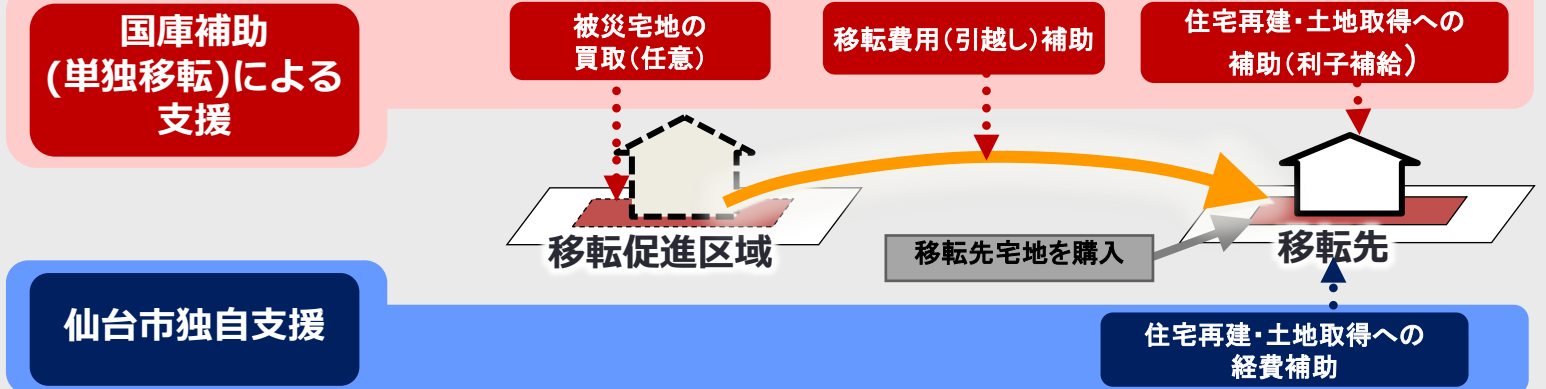 国庫補助
(単独移転)による
支援
被災宅地の
買取(任意)
移転費用(引越し)補助
住宅再建・土地取得への
補助(利子補給)
移転促進区域
移転先宅地を購入
移転先
仙台市独自支援
住宅再建・土地取得への
経費補助